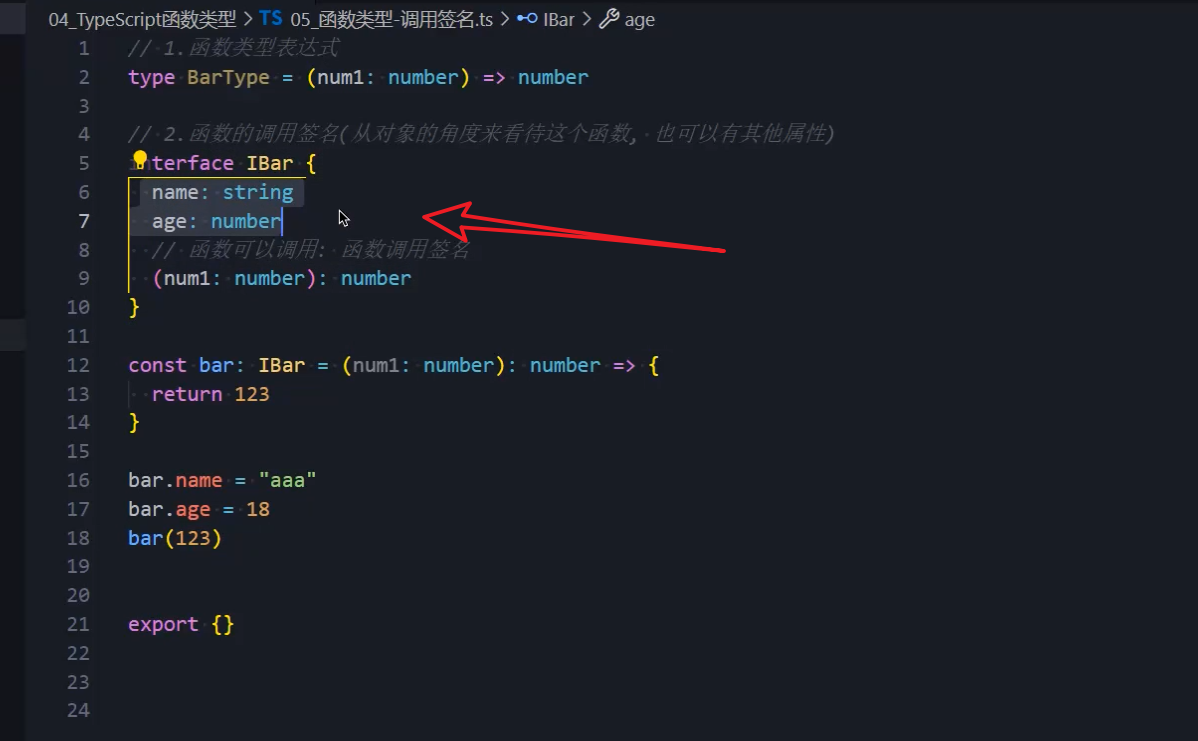 04_TypeScript函数类型 > TS 05_函数类型-调用签名.ts > IBar > age
1 // 1.函数类型表达式
2 type BarType = (num1: number) => number
3
4 // 2.函数的调用签名(从对象的角度来看待这个函数, 也可以有其他属性)
5 interface IBar {
6   name: string
7   age: number
8   // 函数可以调用: 函数调用签名
9   (num1: number): number
10 }
11
12 const bar: IBar = (num1: number): number => {
13   return 123
14 }
15
16 bar.name = "aaa"
17 bar.age = 18
18 bar(123)
19
20
21 export {}
22
23
24